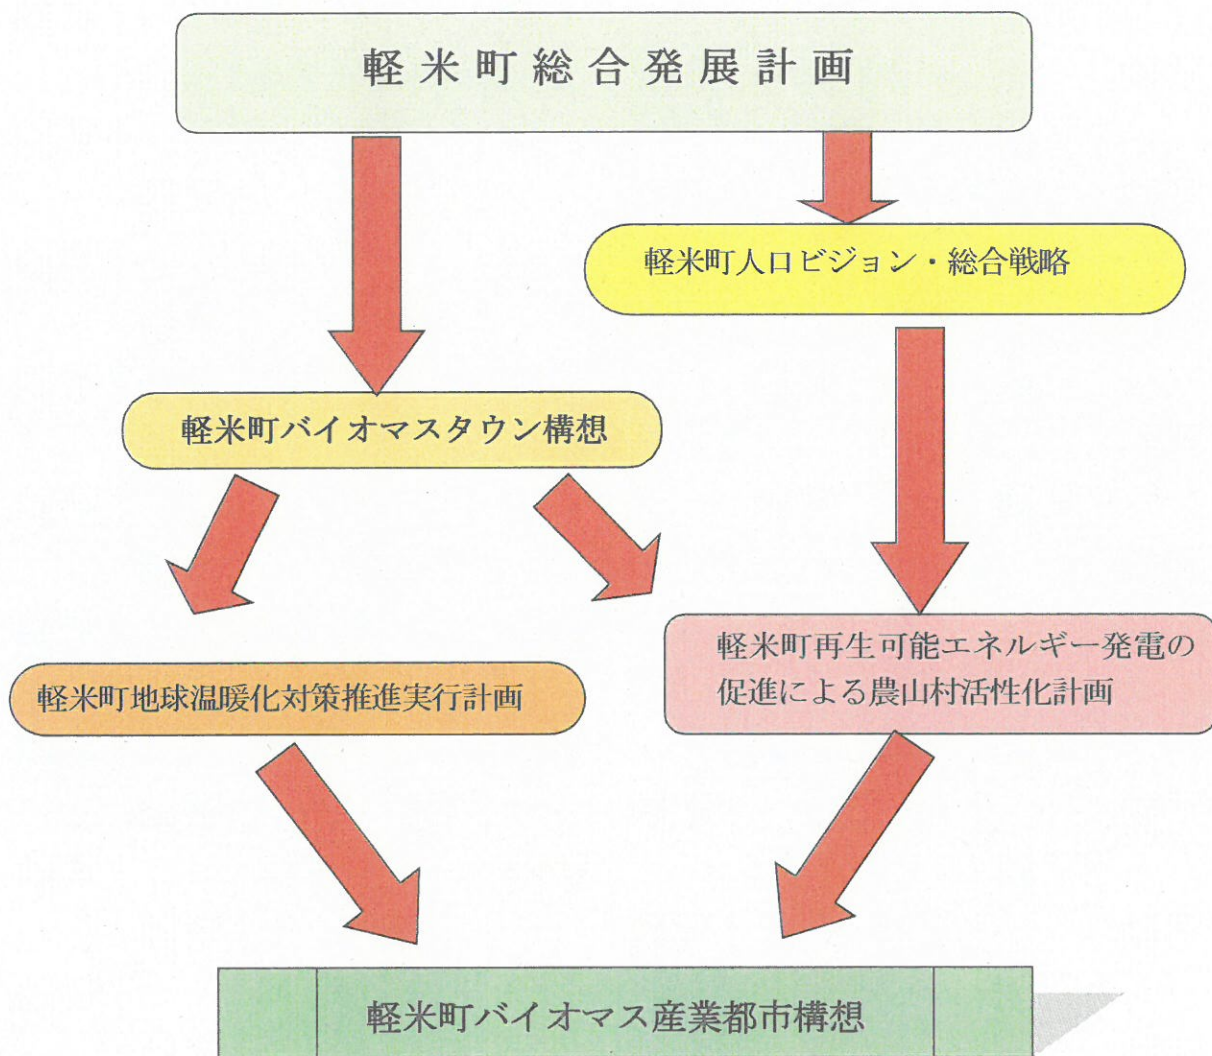 軽米町総合発展計画
軽米町人口ビジョン・総合戦略
軽米町バイオマスタウン構想
軽米町再生可能エネルギー発電の
促進による農山村活性化計画
軽米町地球温暖化対策推進実行計画
軽米町バイオマス産業都市構想